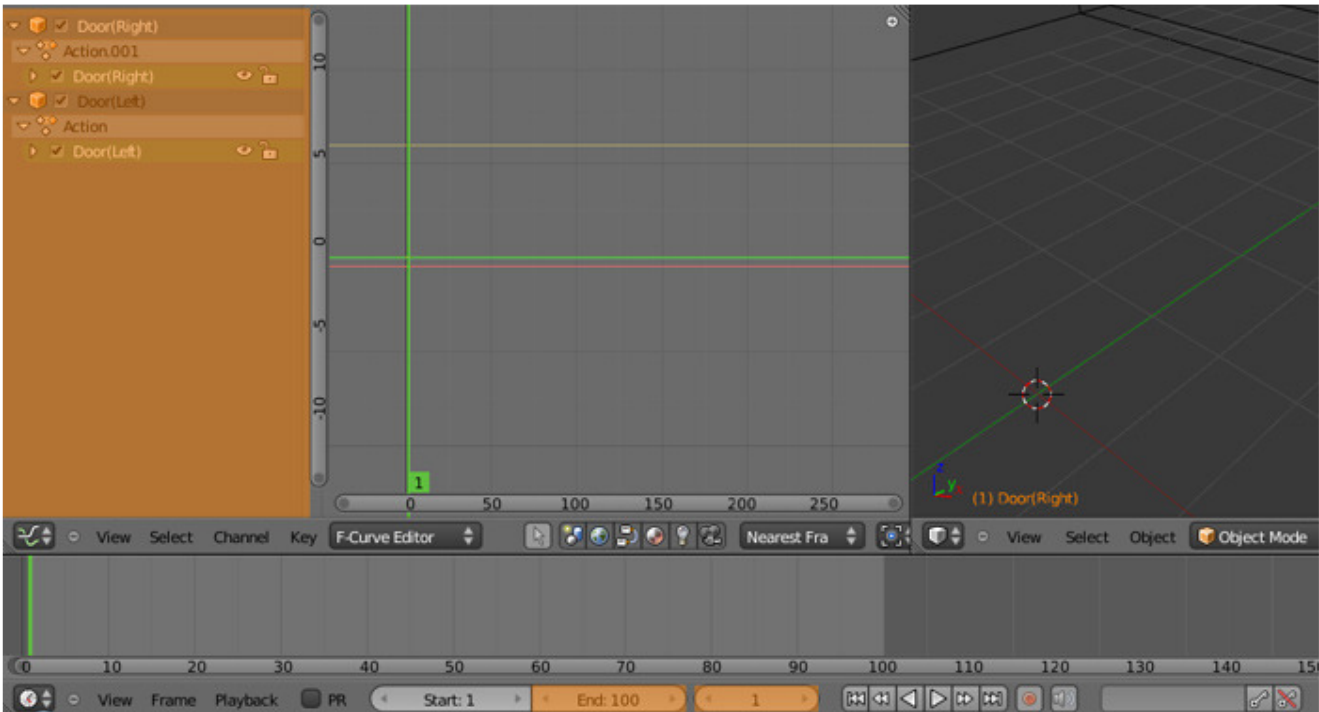 Door(Right)
Action.001
Door(Right)
Door(Left)
Action
Door(Left)
10
5
0
-5
-10
1
0 50 100 150 200 250
z
y
(1) Door(Right)
View Select Channel Key F-Curve Editor Nearest Fra View Select Object Object Mode
0 10 20 30 40 50 60 70 80 90 100 110 120 130 140 15
View Frame Playback PR Start: 1 End: 100 1